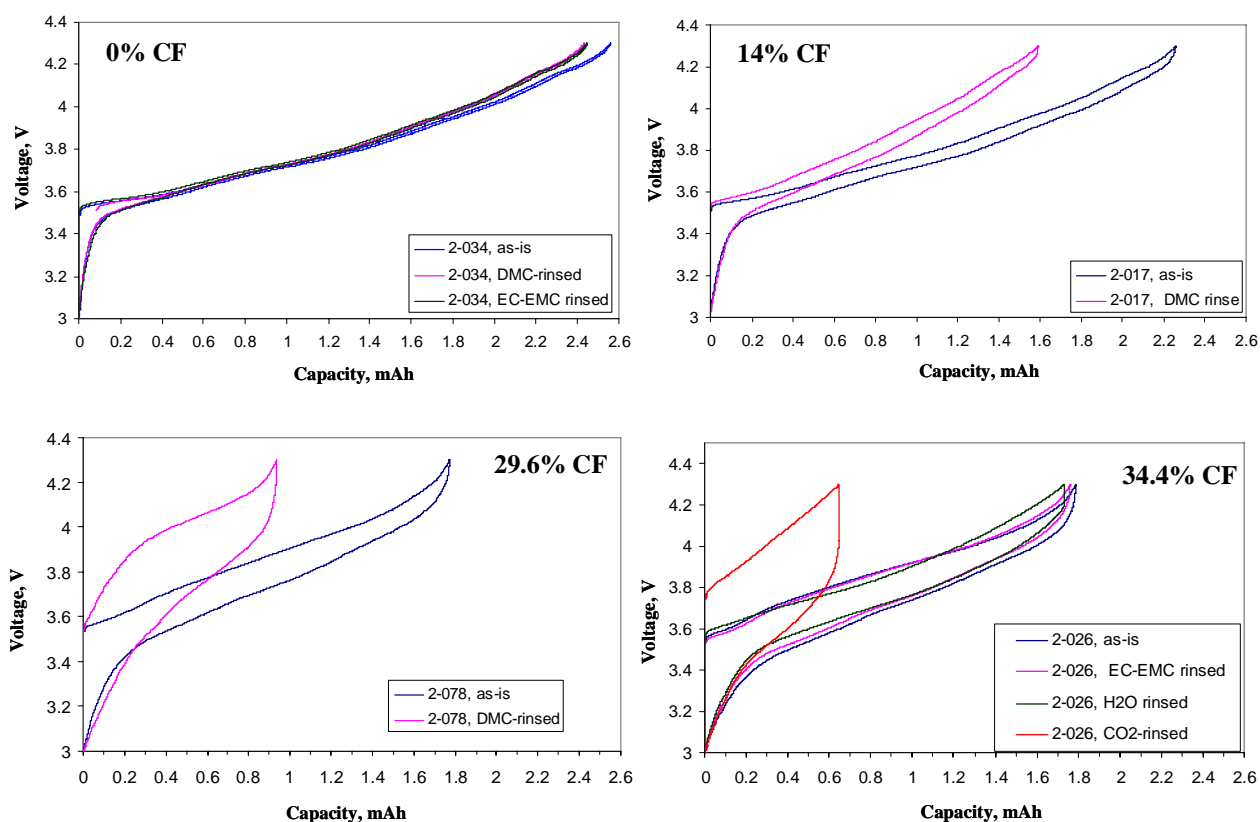 0% CF
4.4
4.2
4
3.8
3.6
3.4
3.2
3
Voltage, V
2-034, as-is
2-034, DMC-rinsed
2-034, EC-EMC rinsed
0 0.2 0.4 0.6 0.8 1 1.2 1.4 1.6 1.8 2 2.2 2.4 2.6
Capacity, mAh
14% CF
4.4
4.2
4
3.8
3.6
3.4
3.2
3
Voltage, V
2-017, as-is
2-017, DMC rinse
0 0.2 0.4 0.6 0.8 1 1.2 1.4 1.6 1.8 2 2.2 2.4 2.6
Capacity, mAh
29.6% CF
4.4
4.2
4
3.8
3.6
3.4
3.2
3
Voltage, V
2-078, as-is
2-078, DMC-rinsed
0 0.2 0.4 0.6 0.8 1 1.2 1.4 1.6 1.8 2 2.2 2.4 2.6
Capacity, mAh
34.4% CF
4.4
4.2
4
3.8
3.6
3.4
3.2
3
Voltage, V
2-026, as-is
2-026, EC-EMC rinsed
2-026, H2O rinsed
2-026, CO2-rinsed
0 0.2 0.4 0.6 0.8 1 1.2 1.4 1.6 1.8 2 2.2 2.4 2.6
Capacity, mAh